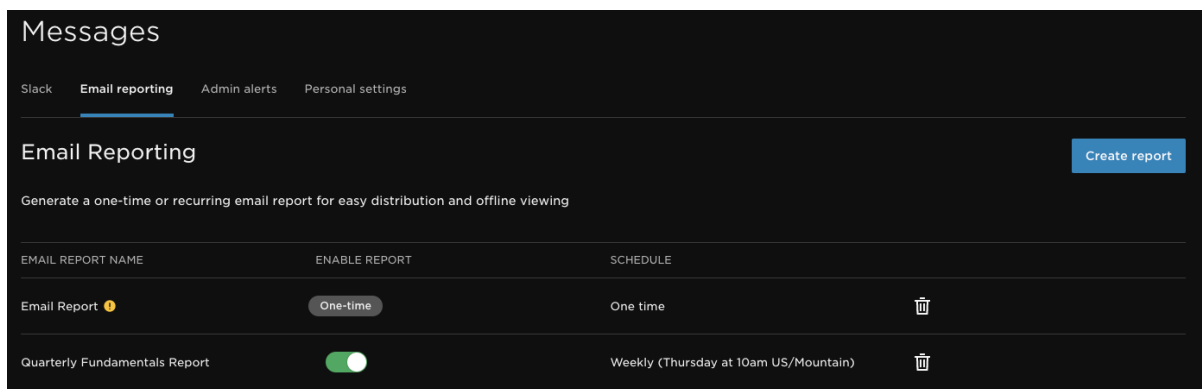 Messages
Slack Email reporting Admin alerts Personal settings
Email Reporting
Create report
Generate a one-time or recurring email report for easy distribution and offline viewing
EMAIL REPORT NAME ENABLE REPORT SCHEDULE
Email Report One-time One time
Quarterly Fundamentals Report Weekly (Thursday at 10am US/Mountain)